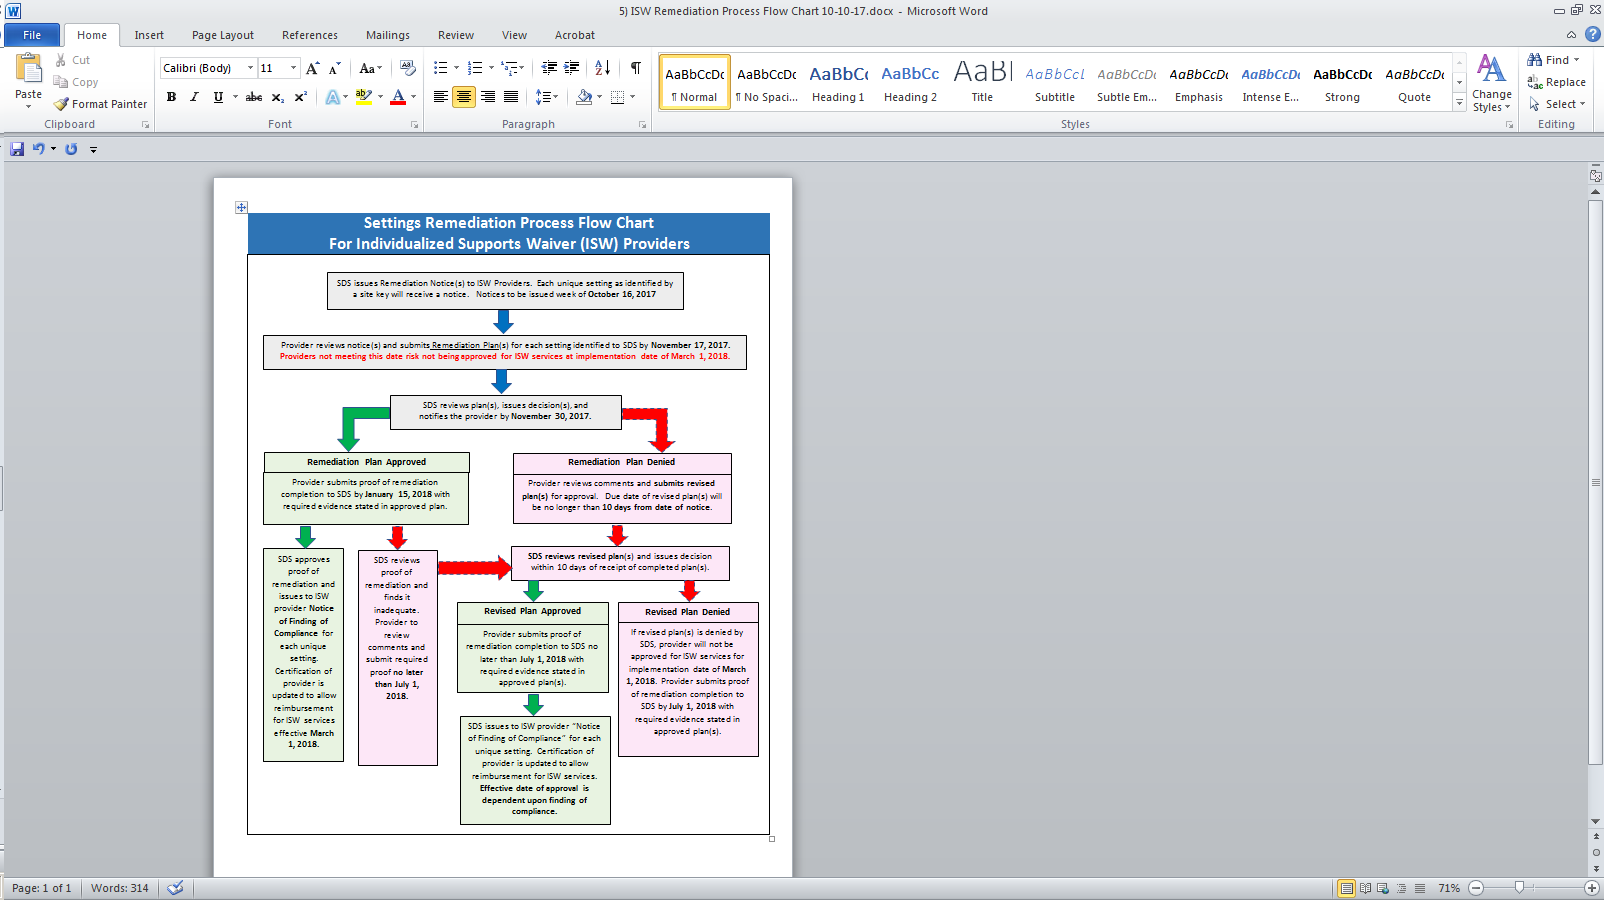 5) ISW Remediation Process Flow Chart 10-10-17.docx - Microsoft Word
File Home Insert Page Layout References Mailings Review View Acrobat
Paste
Cut
Copy
Format Painter
Clipboard
Calibri (Body) 11
Font
Paragraph
AaBbCcDc AaBbCcDc AaBbCc AaBbCc AaBl AaBbCcL AaBbCcDc AaBbCcDc AaBbCcDc AaBbCcDc AaBbCcDc
¶ Normal ¶ No Spaci... Heading 1 Heading 2 Title Subtitle Subtle Em... Emphasis Intense E... Strong Quote
Change
Styles
Styles
Find
Replace
Select
Editing
Settings Remediation Process Flow Chart
For Individualized Supports Waiver (ISW) Providers
SDS issues Remediation Notice(s) to ISW Providers. Each unique setting as identified by
a site key will receive a notice. Notices to be issued week of October 16, 2017
Provider reviews notice(s) and submits Remediation Plan(s) for each setting identified to SDS by November 17, 2017.
Providers not meeting this date risk not being approved for ISW services at implementation date of March 1, 2018.
SDS reviews plan(s), issues decision(s), and
notifies the provider by November 30, 2017.
Remediation Plan Approved
Provider submits proof of remediation
completion to SDS by January 15, 2018 with
required evidence stated in approved plan.
Remediation Plan Denied
Provider reviews comments and submits revised
plan(s) for approval. Due date of revised plan(s) will
be no longer than 10 days from date of notice.
SDS approves
proof of
remediation and
issues to ISW
provider Notice
of Finding of
Compliance for
each unique
setting.
Certification of
provider is
updated to allow
reimbursement
for ISW services
effective March
1, 2018.
SDS reviews
proof of
remediation and
finds it
inadequate.
Provider to
review
comments and
submit required
proof no later
than July 1,
2018.
SDS reviews revised plan(s) and issues decision
within 10 days of receipt of completed plan(s).
Revised Plan Approved
Provider submits proof of
remediation completion to SDS no
later than July 1, 2018 with
required evidence stated in
approved plan(s).
Revised Plan Denied
If revised plan(s) is denied by
SDS, provider will not be
approved for ISW services for
implementation date of March
1, 2018. Provider submits proof
of remediation completion to
SDS by July 1, 2018 with
required evidence stated in
approved plan(s).
SDS issues to ISW provider “Notice
of Finding of Compliance” for each
unique setting. Certification of
provider is updated to allow
reimbursement for ISW services.
Effective date of approval is
dependent upon finding of
compliance.
Page: 1 of 1 Words: 314 71%